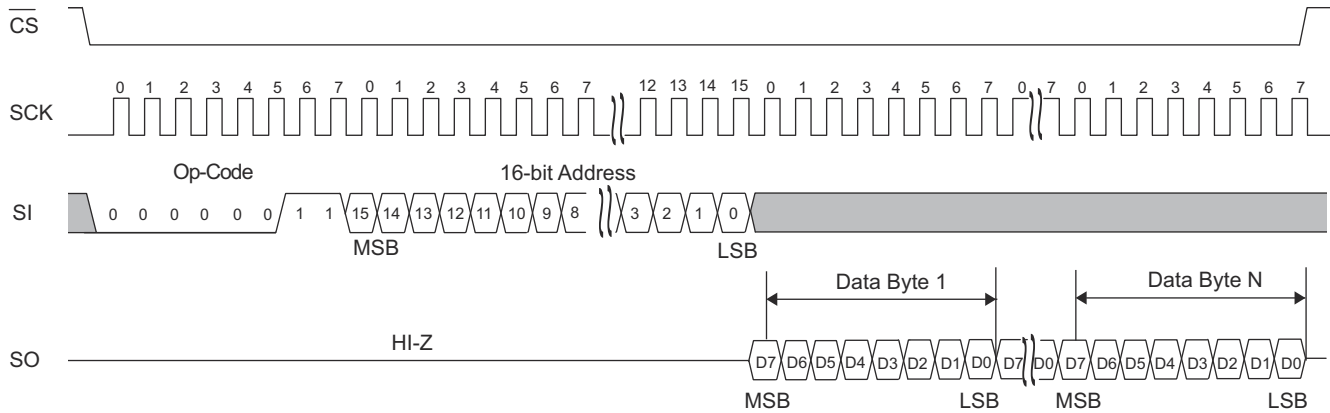 CS
0 1 2 3 4 5 6 7 0 1 2 3 4 5 6 7 12 13 14 15 0 1 2 3 4 5 6 7 0 7 0 1 2 3 4 5 6 7
SCK
Op-Code 16-bit Address
SI 0 0 0 0 0 0 1 1 15 14 13 12 11 10 9 8 3 2 1 0
MSB LSB
Data Byte 1 Data Byte N
HI-Z
SO D7 D6 D5 D4 D3 D2 D1 D0 D7 D0 D7 D6 D5 D4 D3 D2 D1 D0
MSB LSB MSB LSB